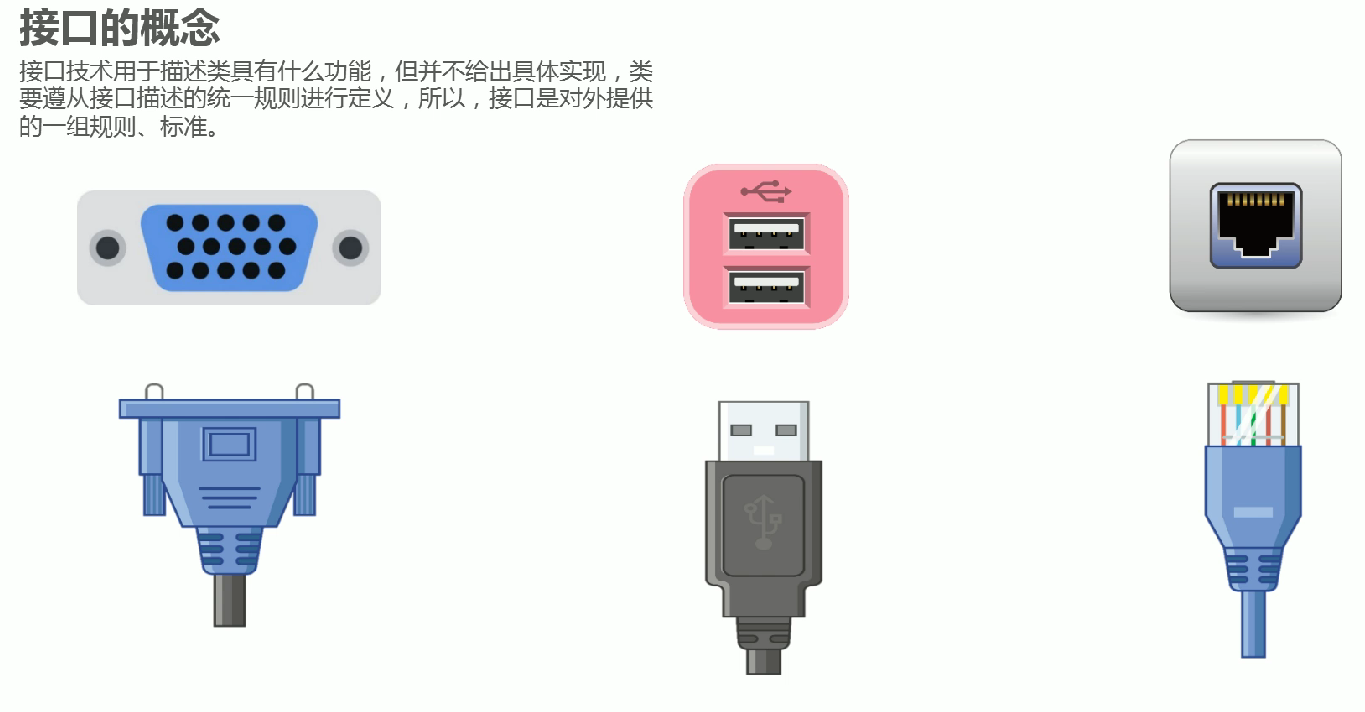 接口的概念
接口技术用于描述类具有什么功能，但并不给出具体实现，类
要遵从接口描述的统一规则进行定义，所以，接口是对外提供
的一组规则、标准。